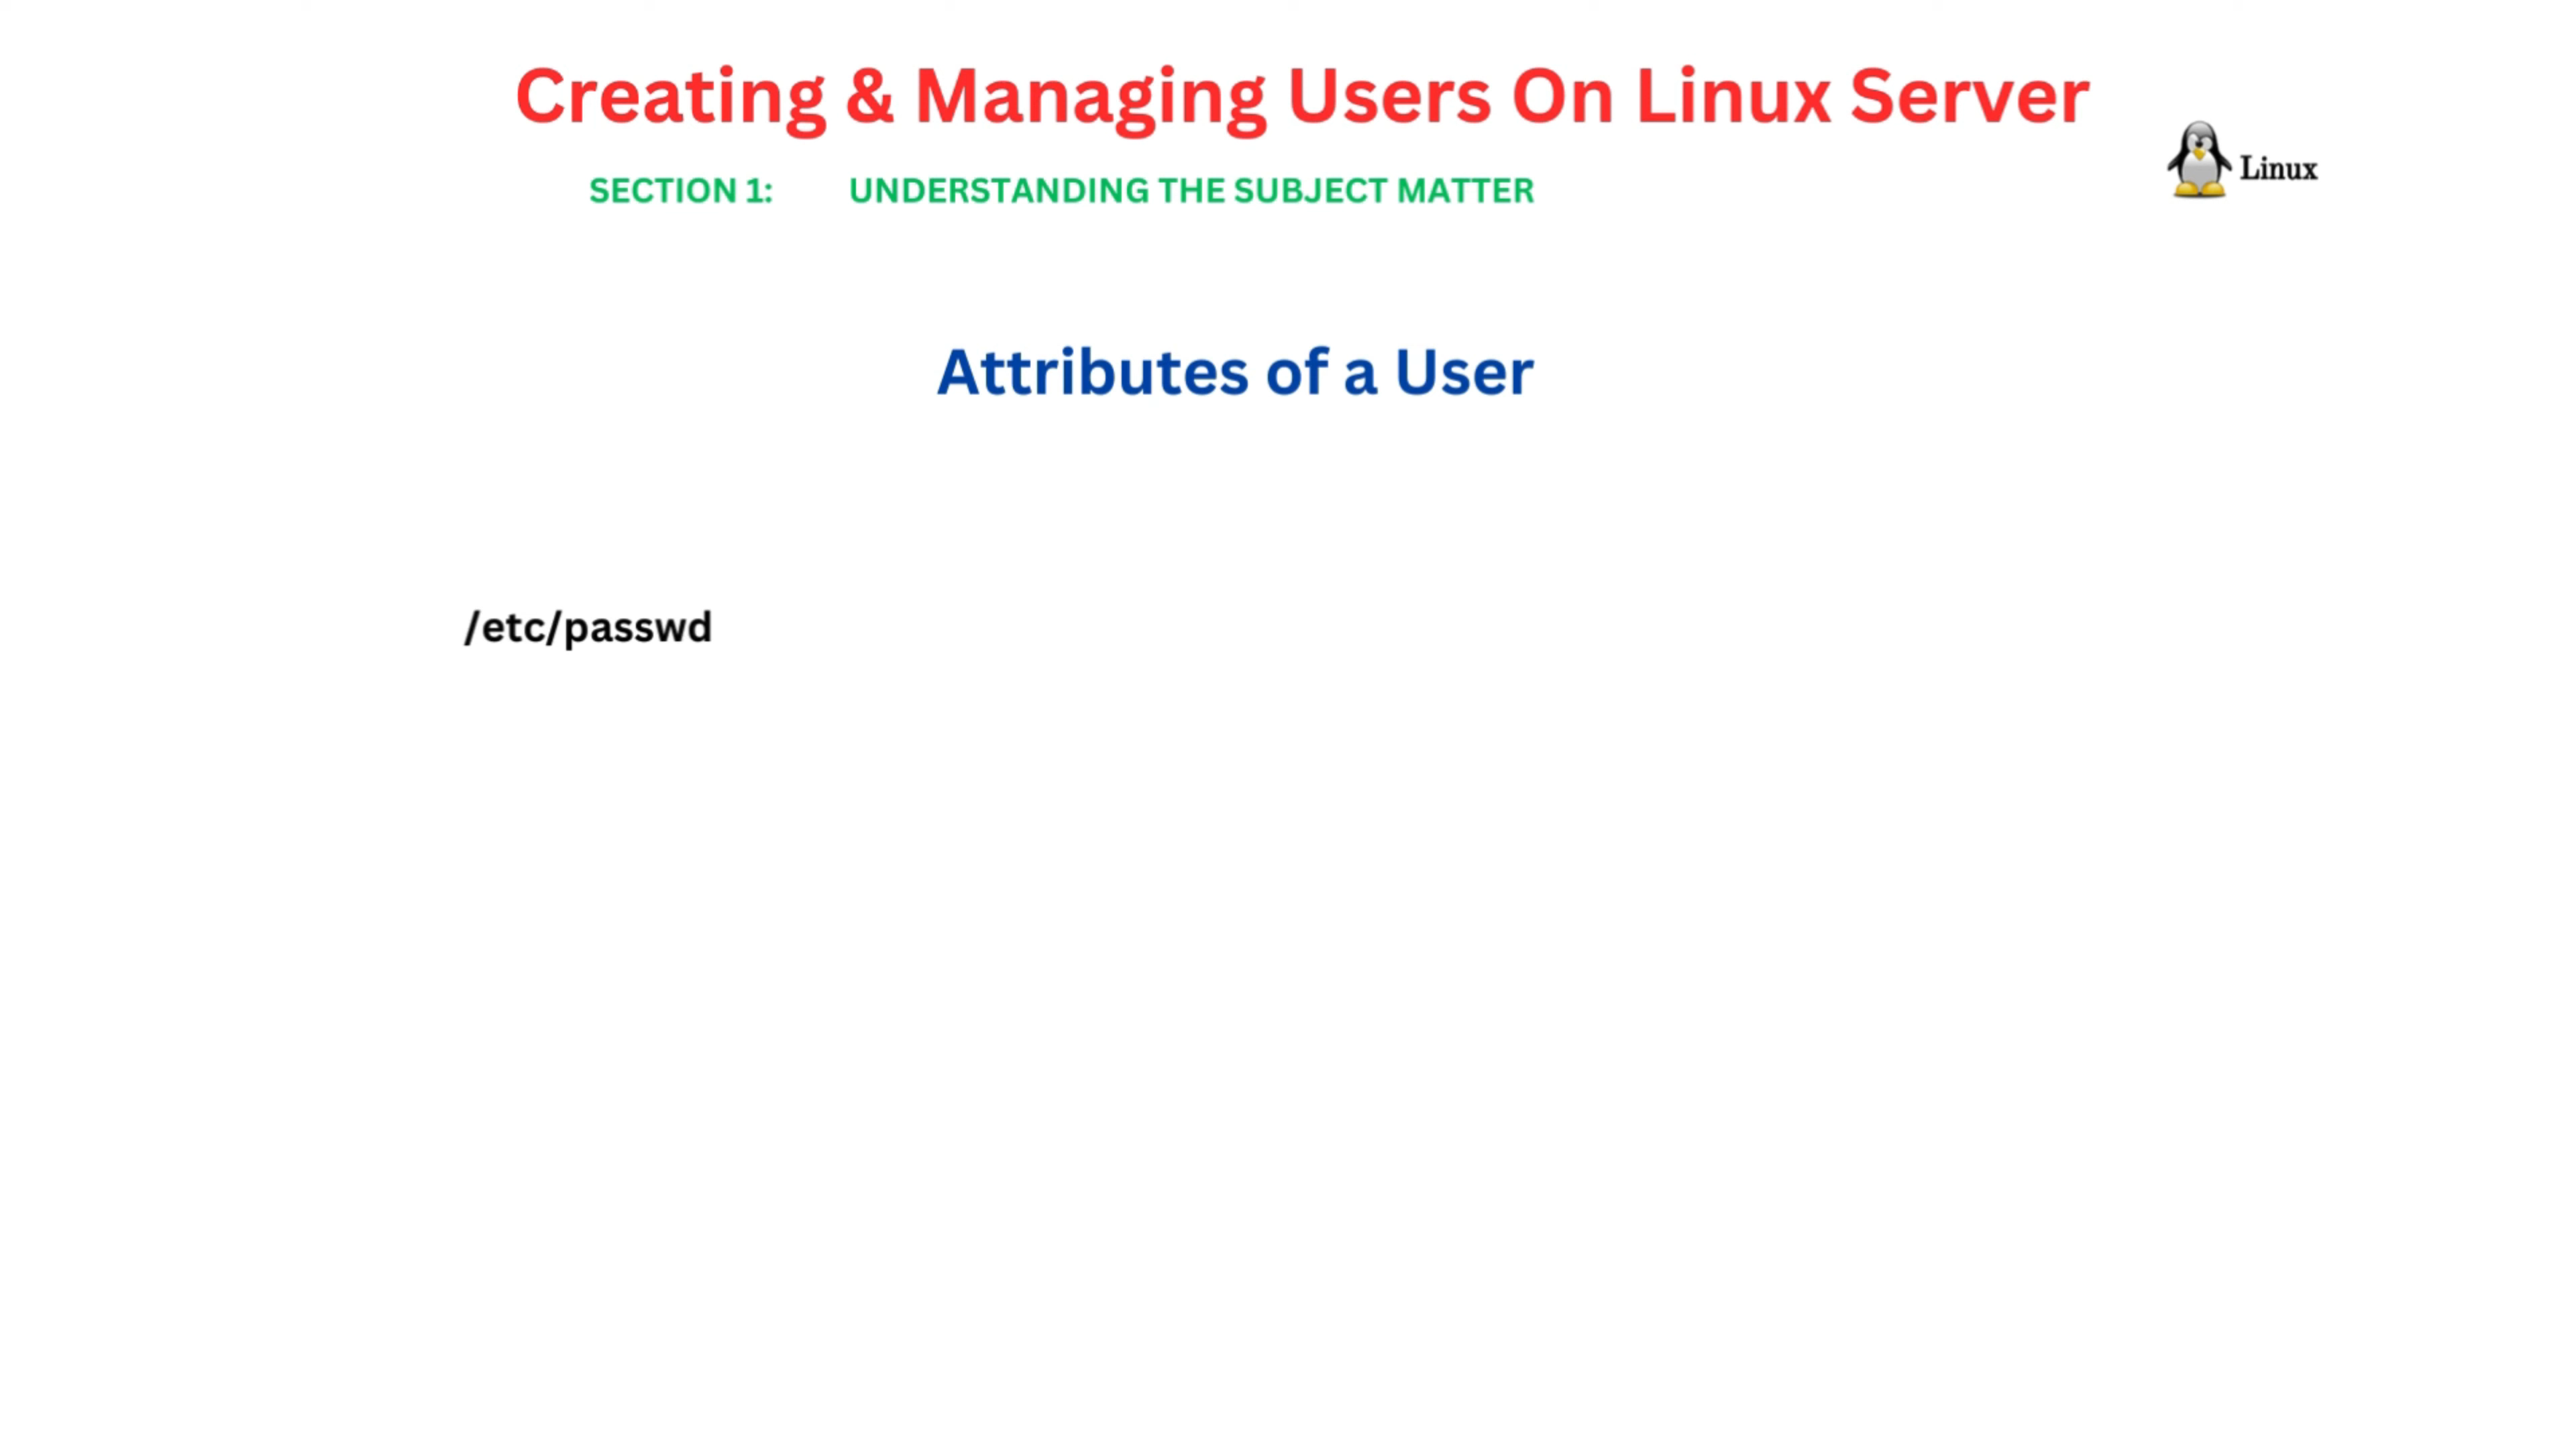 Creating & Managing Users On Linux Server
Linux
SECTION 1: UNDERSTANDING THE SUBJECT MATTER
Attributes of a User
/etc/passwd